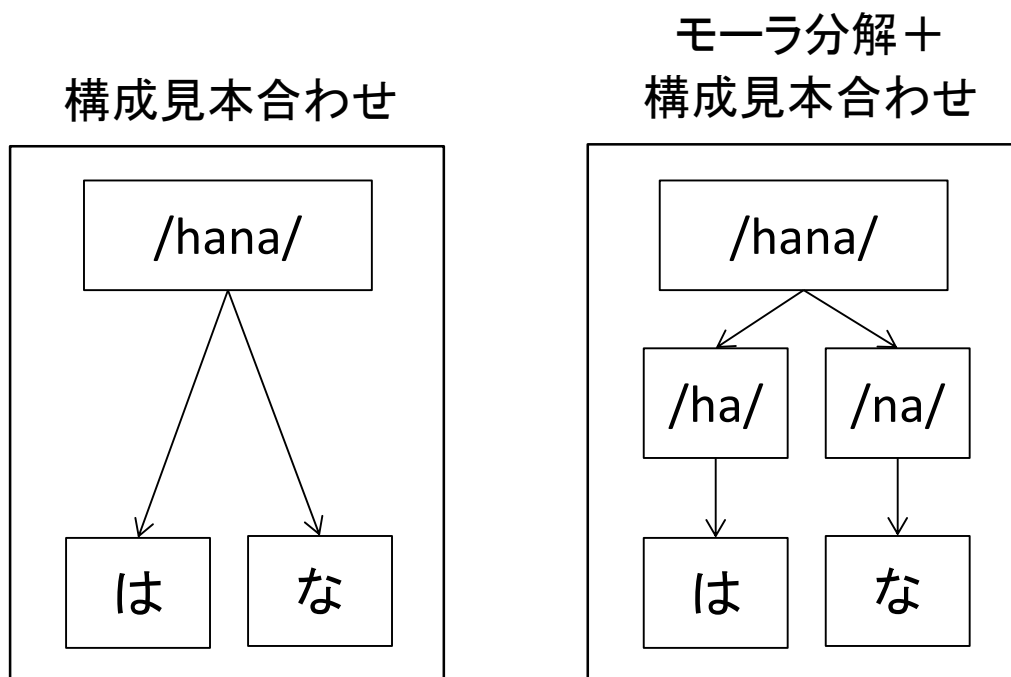 構成見本合わせ
/hana/
は
な
モーラ分解＋
構成見本合わせ
/hana/
/ha/
/na/
は
な